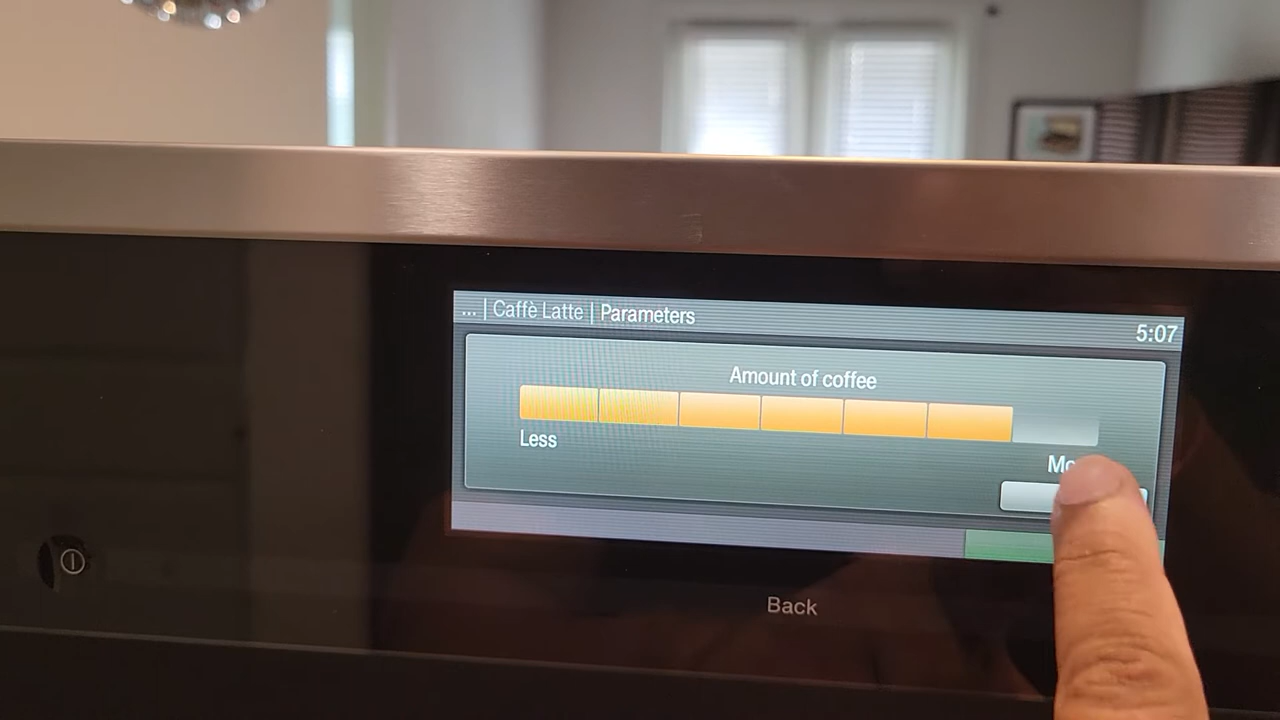 ... | Caffè Latte | Parameters
5:07
Amount of coffee
Less
Back